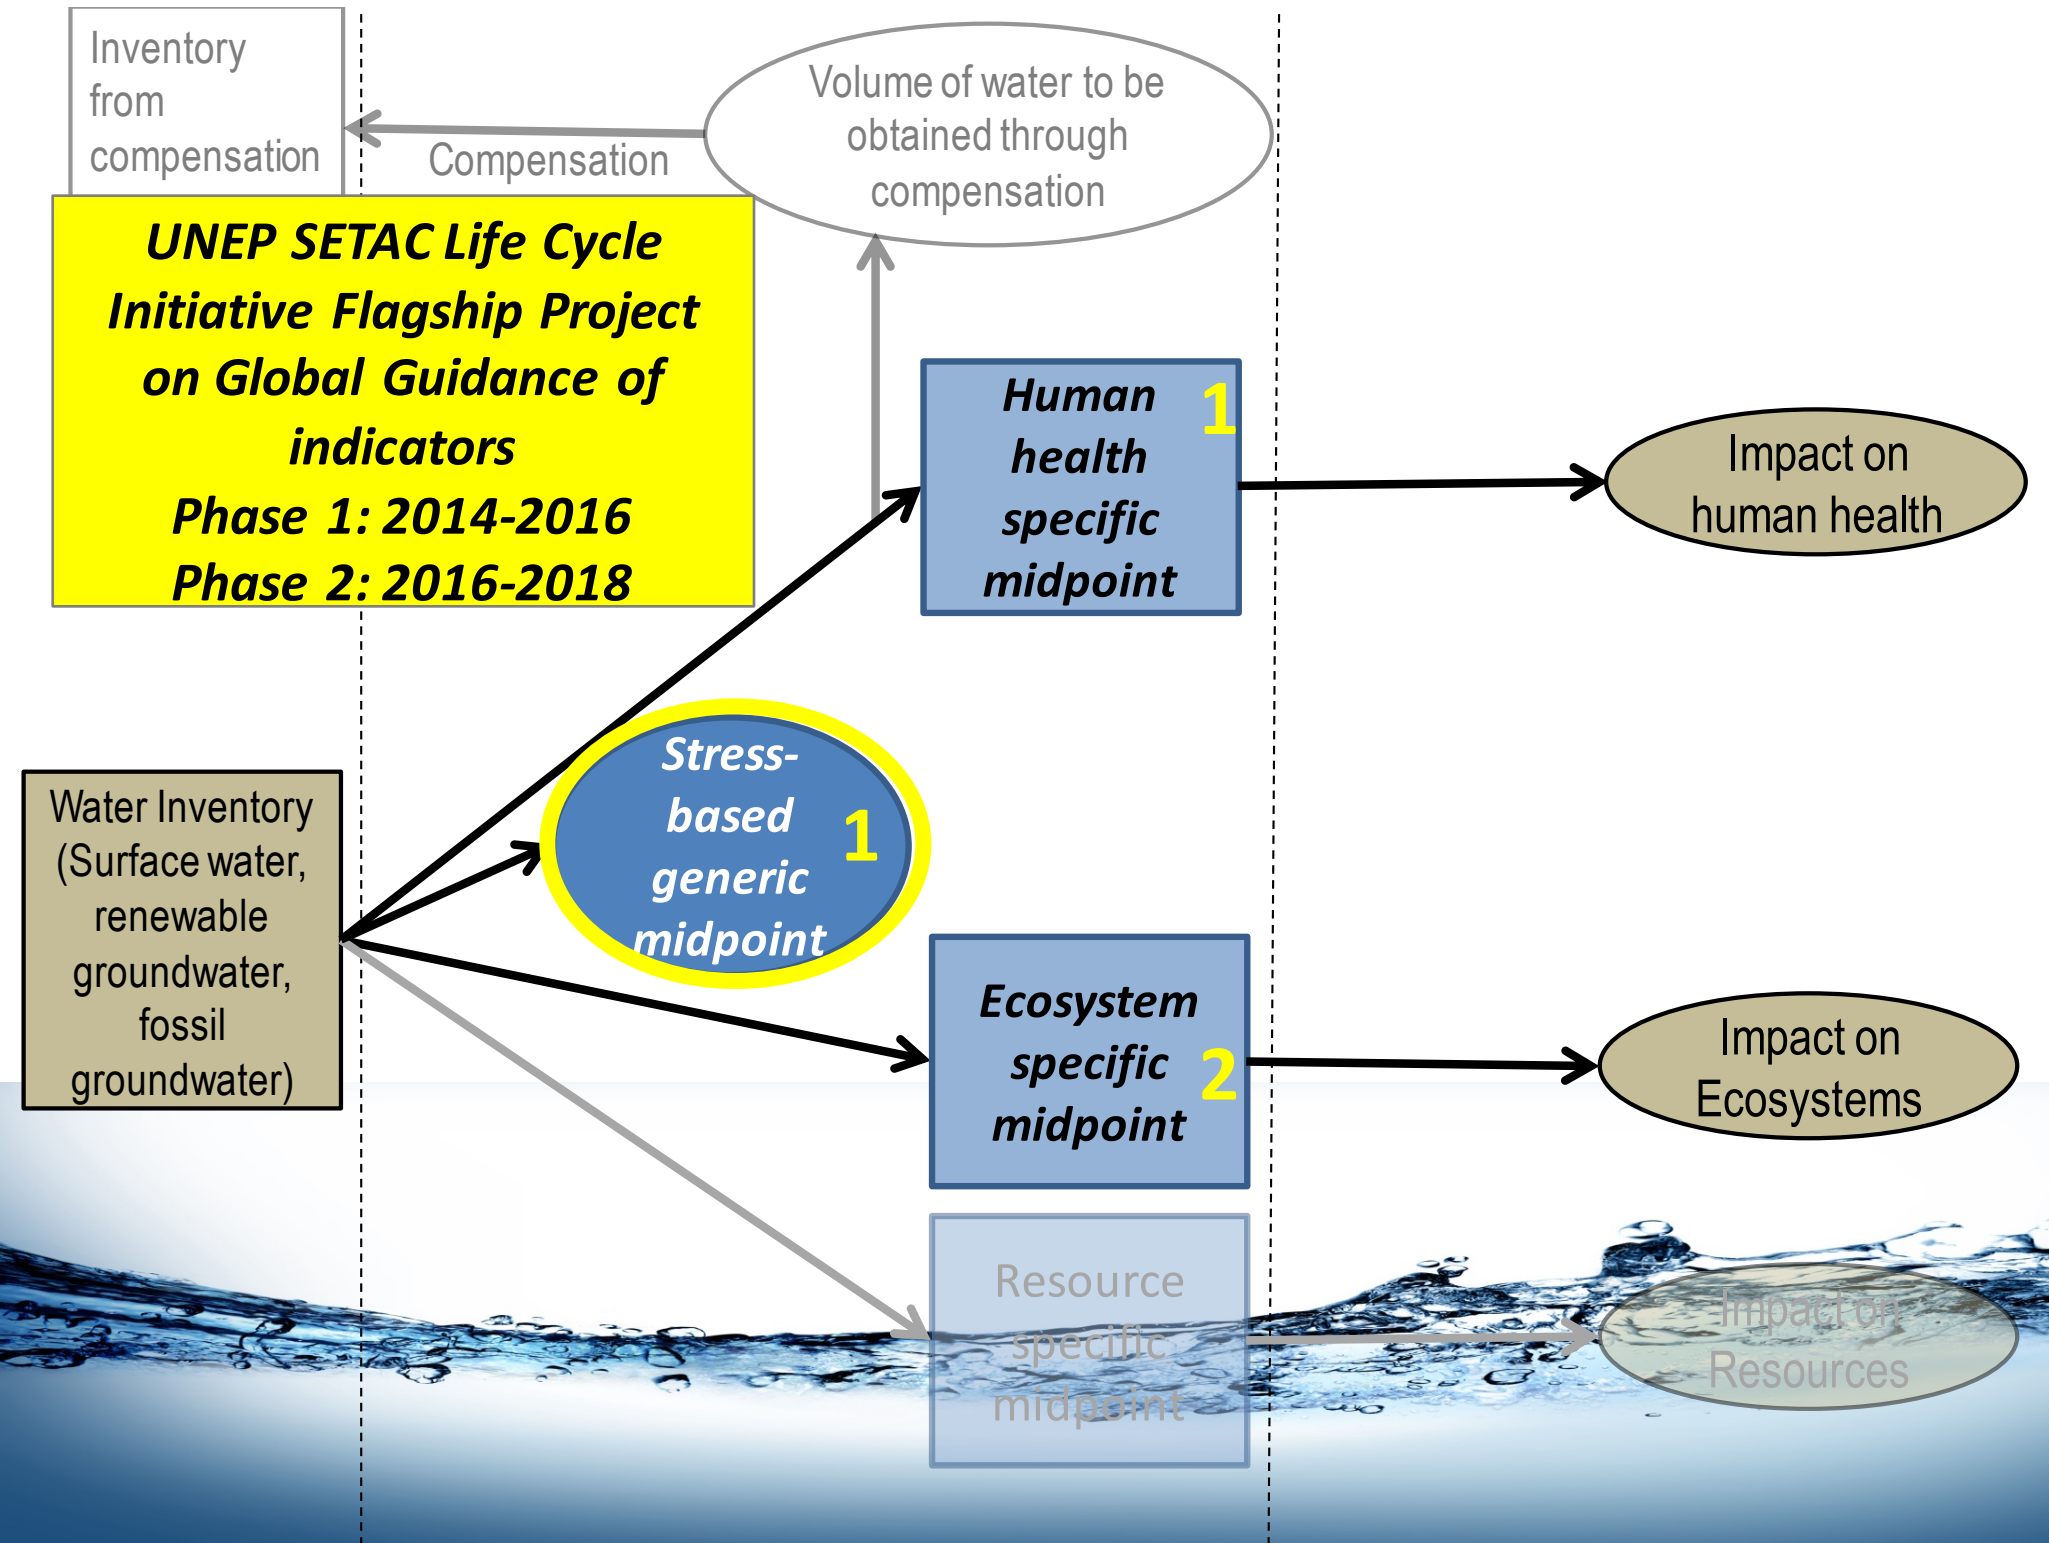 Inventory
from
compensation
Compensation
Volume of water to be
obtained through
compensation
UNEP SETAC Life Cycle
Initiative Flagship Project
on Global Guidance of
indicators
Phase 1: 2014-2016
Phase 2: 2016-2018
Human
health
specific
midpoint
1
Impact on
human health
Stress-
based
generic
midpoint
1
Water Inventory
(Surface water,
renewable
groundwater,
fossil
groundwater)
Ecosystem
specific
midpoint
2
Impact on
Ecosystems
Resource
specific
midpoint
Impact on
Resources